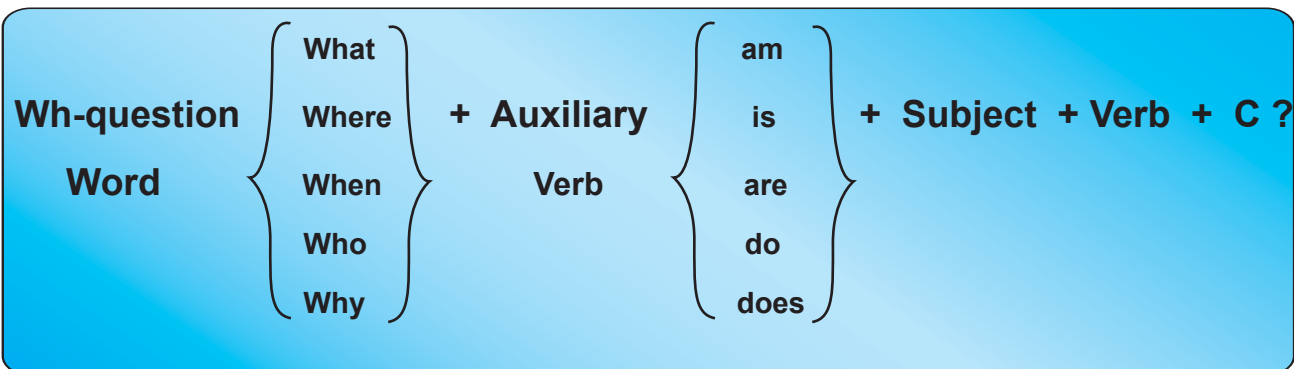 What am
Wh-question Where + Auxiliary is + Subject + Verb + C ?
Word When Verb are
Who do
Why does